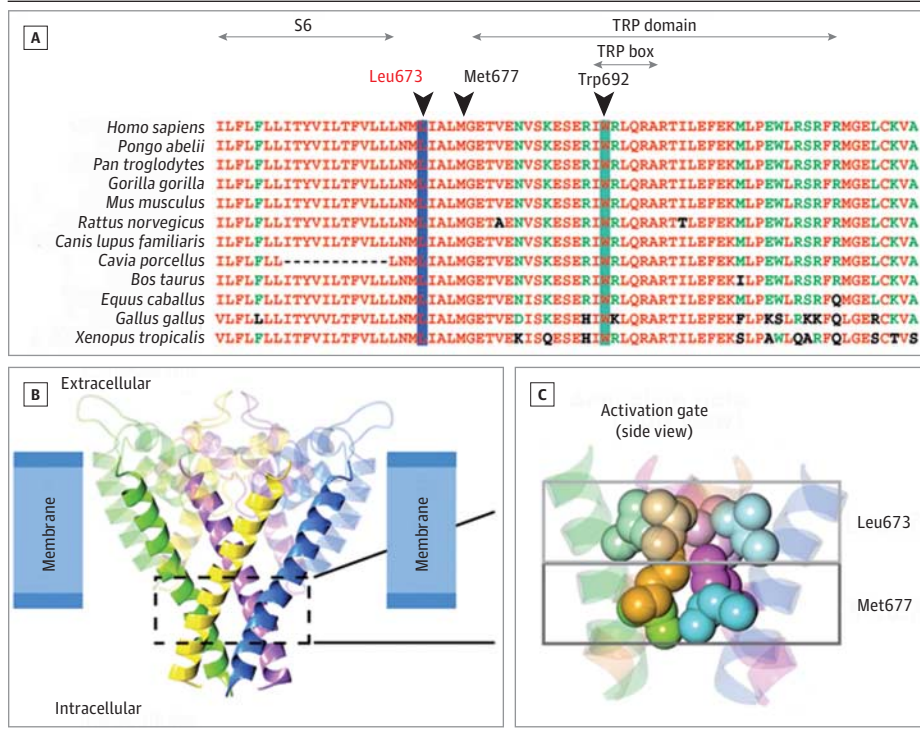 A
S6
TRP domain
TRP box
Leu673
Met677
Trp692
Homo sapiens ILFLFLLITYVILTFVLLLNMLIALMGETVENVSKESERIWRLQRARTILEFEKMLPEWLRSRFRMGELCKVA
Pongo abelii ILFLFLLITYVILTFVLLLNMLIALMGETVENVSKESERIWRLQRARTILEFEKMLPEWLRSRFRMGELCKVA
Pan troglodytes ILFLFLLITYVILTFVLLLNMLIALMGETVENVSKESERIWRLQRARTILEFEKMLPEWLRSRFRMGELCKVA
Gorilla gorilla ILFLFLLITYVILTFVLLLNMLIALMGETVENVSKESERIWRLQRARTILEFEKMLPEWLRSRFRMGELCKVA
Mus musculus ILFLFLLITYVILTFVLLLNMLIALMGETVENVSKESERIWRLQRARTILEFEKMLPEWLRSRFRMGELCKVA
Rattus norvegicus ILFLFLLITYVILTFVLLLNMLIALMGETAENVSKESERIWRLQRARTTLEFEKMLPEWLRSRFRMGELCKVA
Canis lupus familiaris ILFLFLLITYVILTFVLLLNMLIALMGETVENVSKESERIWRLQRARTILEFEKMLPEWLRSRFRMGELCKVA
Cavia porcellus ILFLFLL-----------LNMLIALMGETVENVSKESERIWRLQRARTILEFEKMLPEWLRSRFRMGELCKVA
Bos taurus ILFLFLLITYVILTFVLLLNMLIALMGETVENVSKESERIWRLQRARTILEFEKILPEWLRSRFRMGELCKVA
Equus caballus ILFLFLLITYVILTFVLLLNMLIALMGETVENISKESERIWRLQRARTILEFEKMLPEWLRSRFQMGELCKVA
Gallus gallus VLFLLLLITYVVLTFVLLLNMLIALMGETVEDISKESEHIWKLQRARTILEFEKFLPKSLRKKFQLGERCKVA
Xenopus tropicalis VLFLFLLITYVILTFVLLLNMLIALMGETVEKISQESEHIWRLQRARTILEFEKSLPAWLQARFQLGESCTVS
B
Extracellular
Membrane
Membrane
Intracellular
C
Activation gate
(side view)
Leu673
Met677